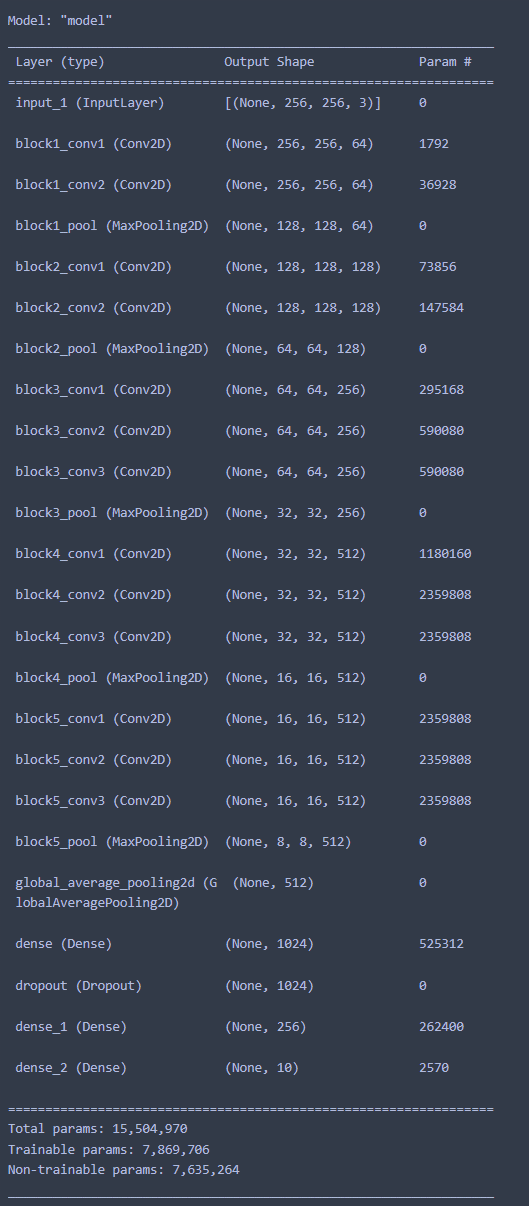 Model: "model"
_________________________________________________________________
Layer (type) Output Shape Param #
=================================================================
input_1 (InputLayer) [(None, 256, 256, 3)] 0
block1_conv1 (Conv2D) (None, 256, 256, 64) 1792
block1_conv2 (Conv2D) (None, 256, 256, 64) 36928
block1_pool (MaxPooling2D) (None, 128, 128, 64) 0
block2_conv1 (Conv2D) (None, 128, 128, 128) 73856
block2_conv2 (Conv2D) (None, 128, 128, 128) 147584
block2_pool (MaxPooling2D) (None, 64, 64, 128) 0
block3_conv1 (Conv2D) (None, 64, 64, 256) 295168
block3_conv2 (Conv2D) (None, 64, 64, 256) 590080
block3_conv3 (Conv2D) (None, 64, 64, 256) 590080
block3_pool (MaxPooling2D) (None, 32, 32, 256) 0
block4_conv1 (Conv2D) (None, 32, 32, 512) 1180160
block4_conv2 (Conv2D) (None, 32, 32, 512) 2359808
block4_conv3 (Conv2D) (None, 32, 32, 512) 2359808
block4_pool (MaxPooling2D) (None, 16, 16, 512) 0
block5_conv1 (Conv2D) (None, 16, 16, 512) 2359808
block5_conv2 (Conv2D) (None, 16, 16, 512) 2359808
block5_conv3 (Conv2D) (None, 16, 16, 512) 2359808
block5_pool (MaxPooling2D) (None, 8, 8, 512) 0
global_average_pooling2d (G (None, 512) 0
lobalAveragePooling2D)
dense (Dense) (None, 1024) 525312
dropout (Dropout) (None, 1024) 0
dense_1 (Dense) (None, 256) 262400
dense_2 (Dense) (None, 10) 2570
=================================================================
Total params: 15,504,970
Trainable params: 7,869,706
Non-trainable params: 7,635,264
_________________________________________________________________